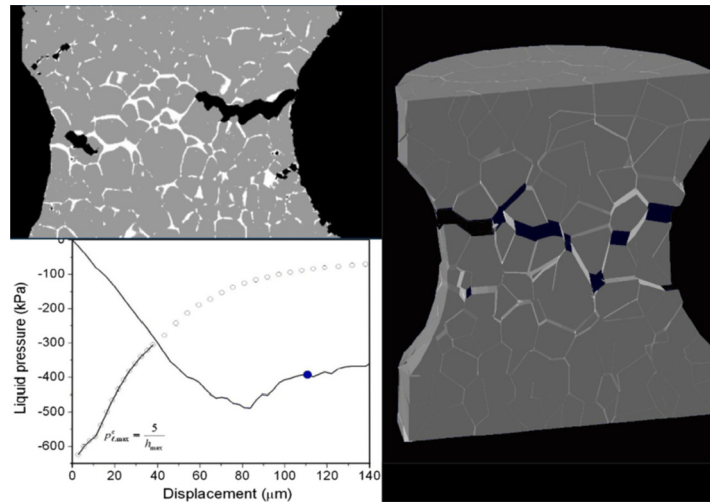 0
-100
-200
-300
-400
-500
-600
Liquid pressure (kPa)
0 20 40 60 80 100 120 140
Displacement (μm)
p^c_{ℓ,max} = 5 / h_max